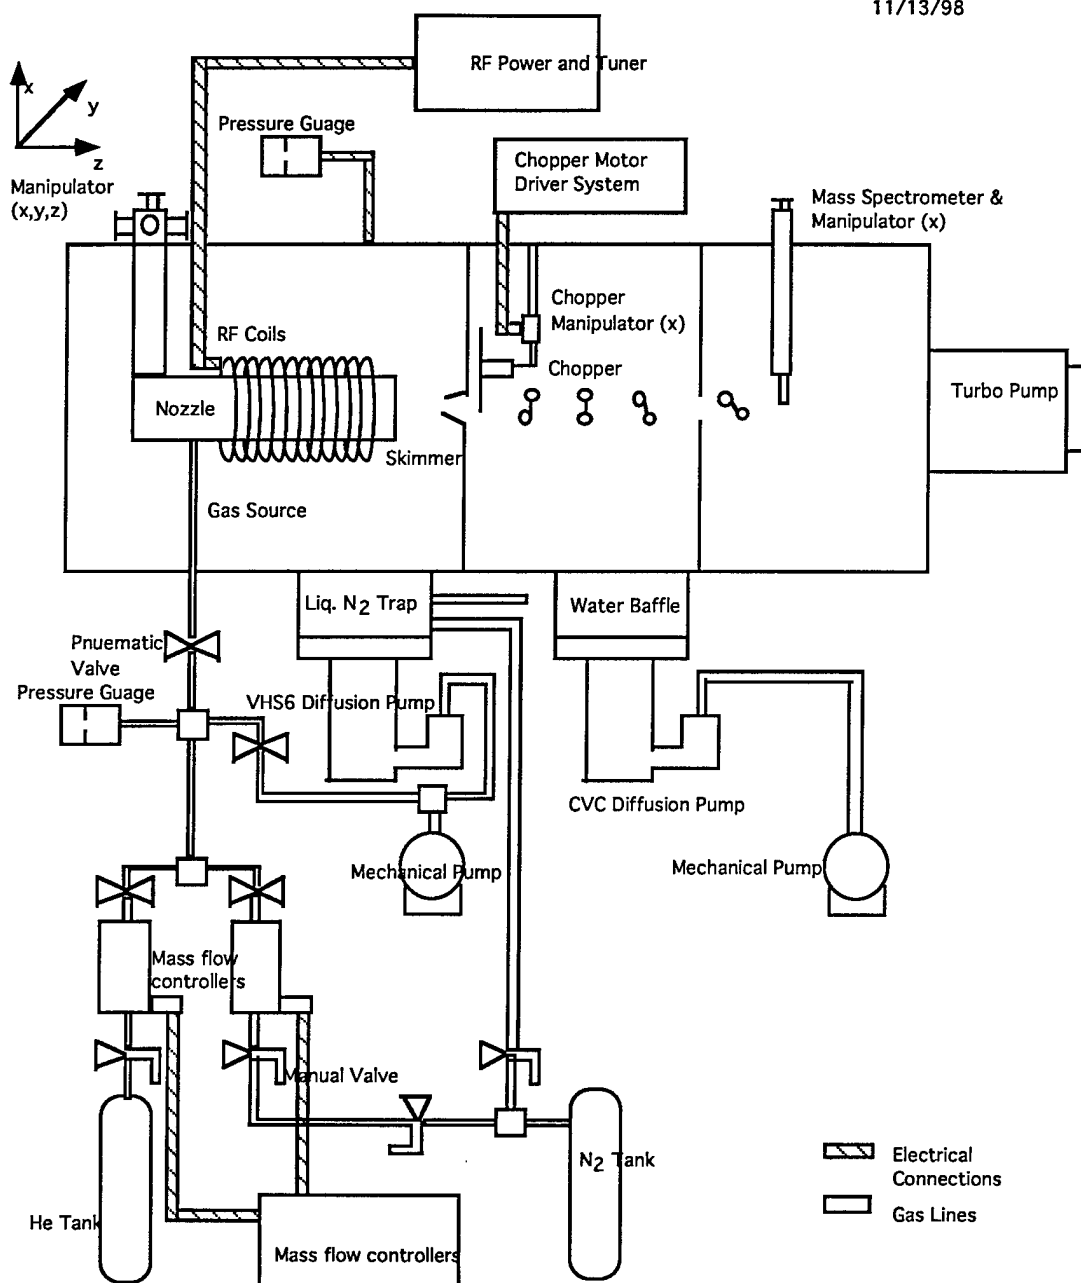 11/13/98
RF Power and Tuner
x
y
z
Pressure Guage
Chopper Motor
Driver System
Manipulator
(x,y,z)
Mass Spectrometer &
Manipulator (x)
Chopper
Manipulator (x)
RF Coils
Chopper
Nozzle
Turbo Pump
Skimmer
Gas Source
Liq. N2 Trap
Water Baffle
Pnuematic
Valve
Pressure Guage
VHS6 Diffusion Pump
CVC Diffusion Pump
Mechanical Pump
Mechanical Pump
Mass flow
controllers
Manual Valve
N2 Tank
Electrical
Connections
He Tank
Gas Lines
Mass flow controllers